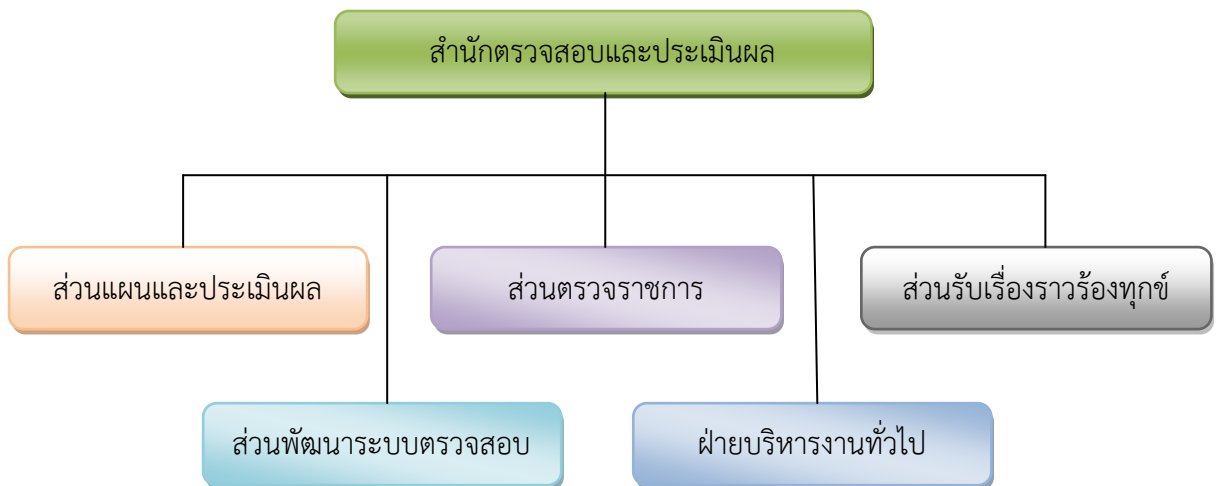 สำนักตรวจสอบและประเมินผล
ส่วนแผนและประเมินผล
ส่วนตรวจราชการ
ส่วนรับเรื่องราวร้องทุกข์
ส่วนพัฒนาระบบตรวจสอบ
ฝ่ายบริหารงานทั่วไป